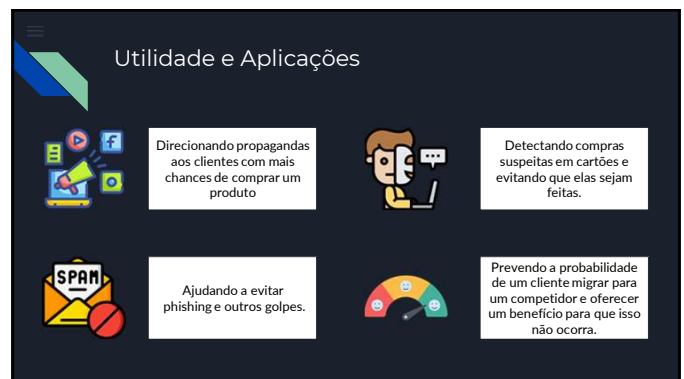 Utilidade e Aplicações
Direcionando propagandas
aos clientes com mais
chances de comprar um
produto
Detectando compras
suspeitas em cartões e
evitando que elas sejam
feitas.
SPAM
Ajudando a evitar
phishing e outros golpes.
Prevendo a probabilidade
de um cliente migrar para
um competidor e oferecer
um benefício para que isso
não ocorra.